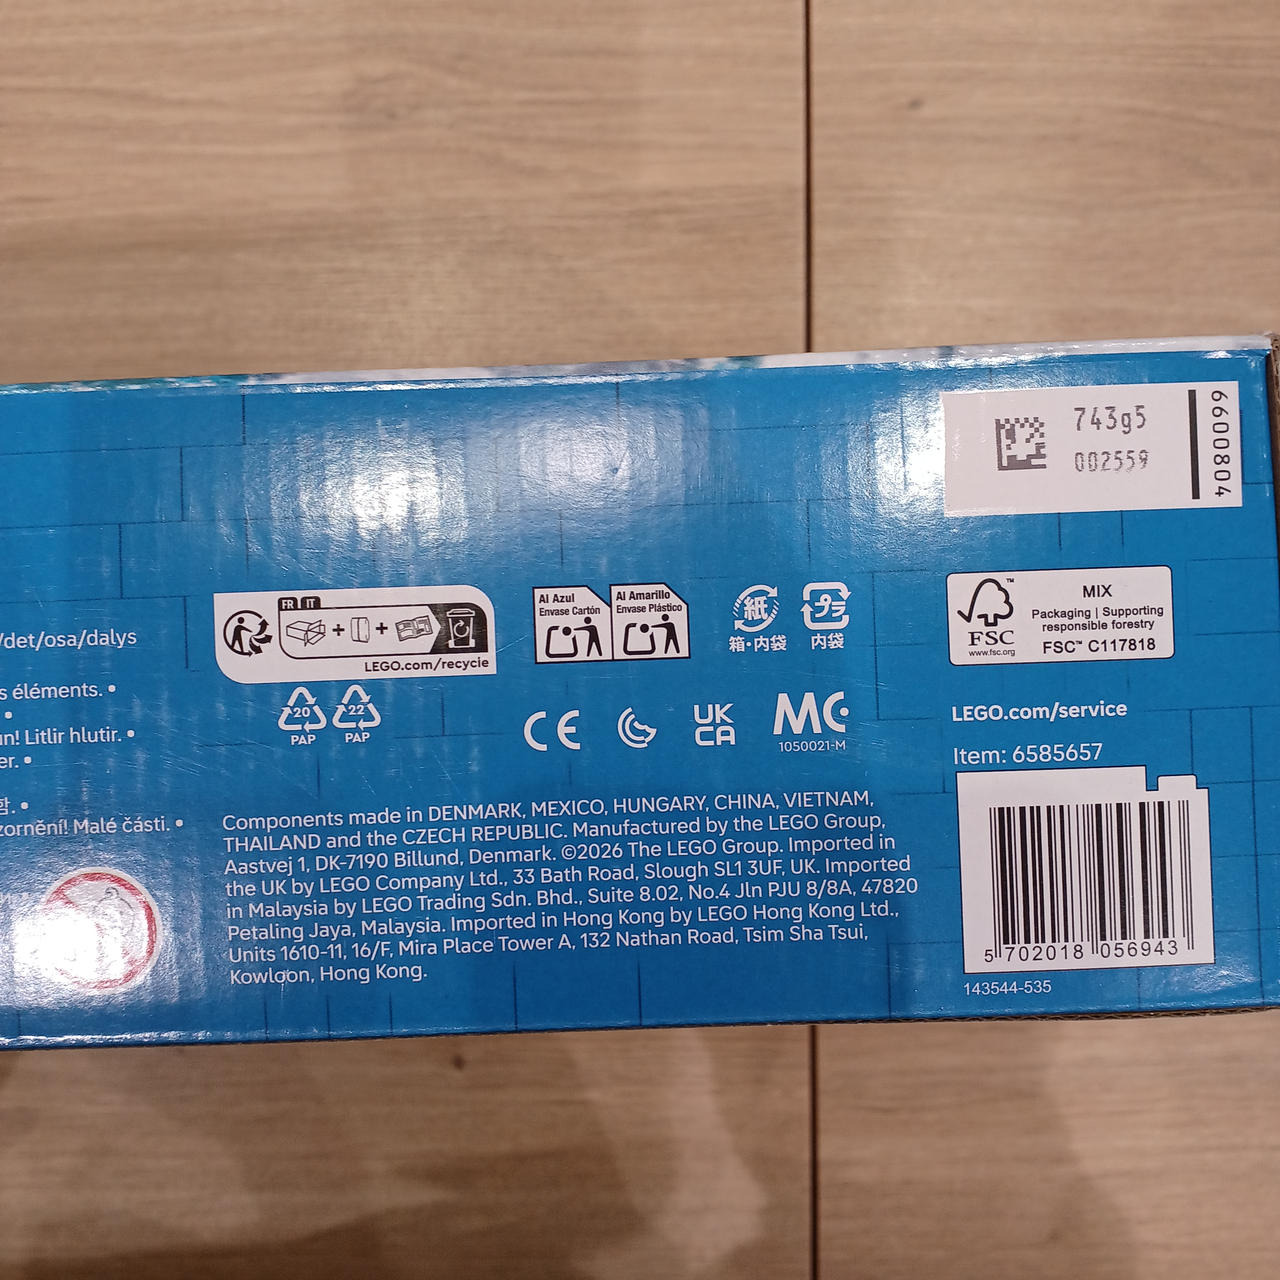 743g5
002559
6600804
/det/osa/dalys
s éléments. •
•
un! Litlir hlutir. •
er. •
함. •
zornění! Malé části. •
FR IT
LEGO.com/recycle
20
PAP
22
PAP
Al Azul
Envase Cartón
Al Amarillo
Envase Plástico
紙
箱・内袋
プラ
内袋
CE
UK
CA
MC
1050021-M
FSC™
www.fsc.org
MIX
Packaging | Supporting
responsible forestry
FSC™ C117818
LEGO.com/service
Item: 6585657
Components made in DENMARK, MEXICO, HUNGARY, CHINA, VIETNAM,
THAILAND and the CZECH REPUBLIC. Manufactured by the LEGO Group,
Aastvej 1, DK-7190 Billund, Denmark. ©2026 The LEGO Group. Imported in
the UK by LEGO Company Ltd., 33 Bath Road, Slough SL1 3UF, UK. Imported
in Malaysia by LEGO Trading Sdn. Bhd., Suite 8.02, No.4 Jln PJU 8/8A, 47820
Petaling Jaya, Malaysia. Imported in Hong Kong by LEGO Hong Kong Ltd.,
Units 1610-11, 16/F, Mira Place Tower A, 132 Nathan Road, Tsim Sha Tsui,
Kowloon, Hong Kong.
5 702018 056943
143544-535